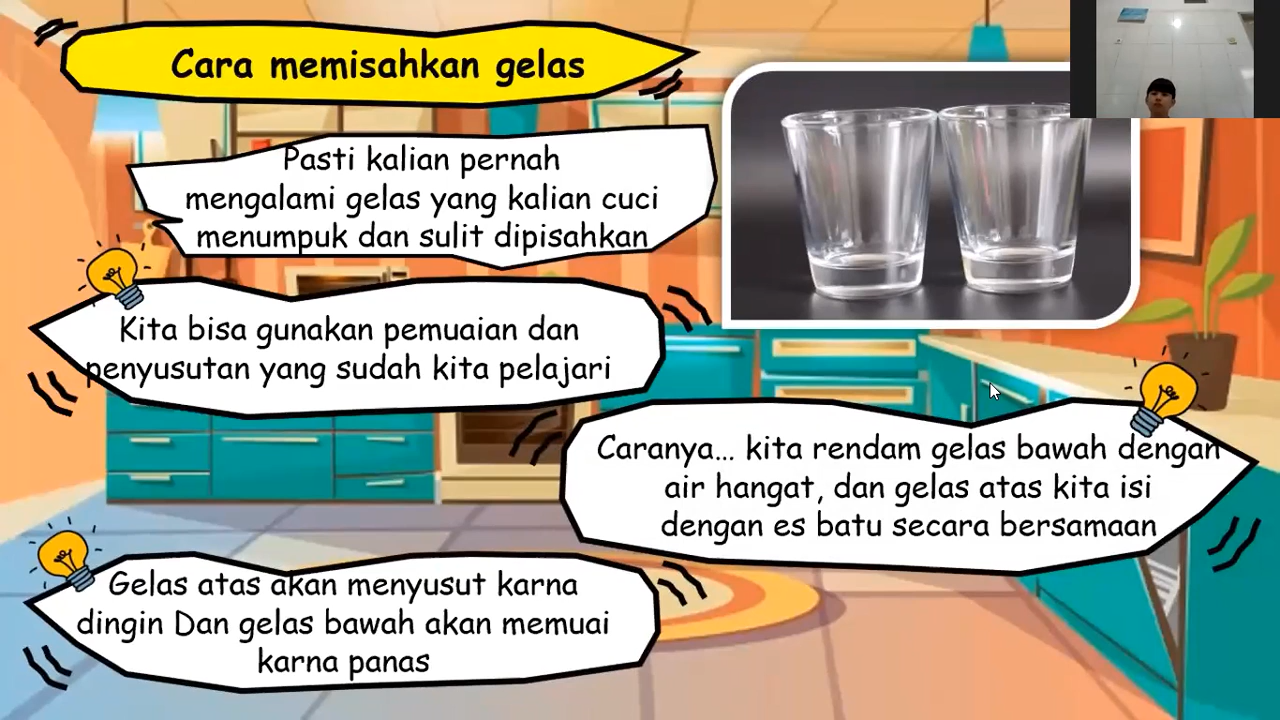 Cara memisahkan gelas
Pasti kalian pernah
mengalami gelas yang kalian cuci
menumpuk dan sulit dipisahkan
Kita bisa gunakan pemuaian dan
penyusutan yang sudah kita pelajari
Caranya... kita rendam gelas bawah dengan
air hangat, dan gelas atas kita isi
dengan es batu secara bersamaan
Gelas atas akan menyusut karna
dingin Dan gelas bawah akan memuai
karna panas